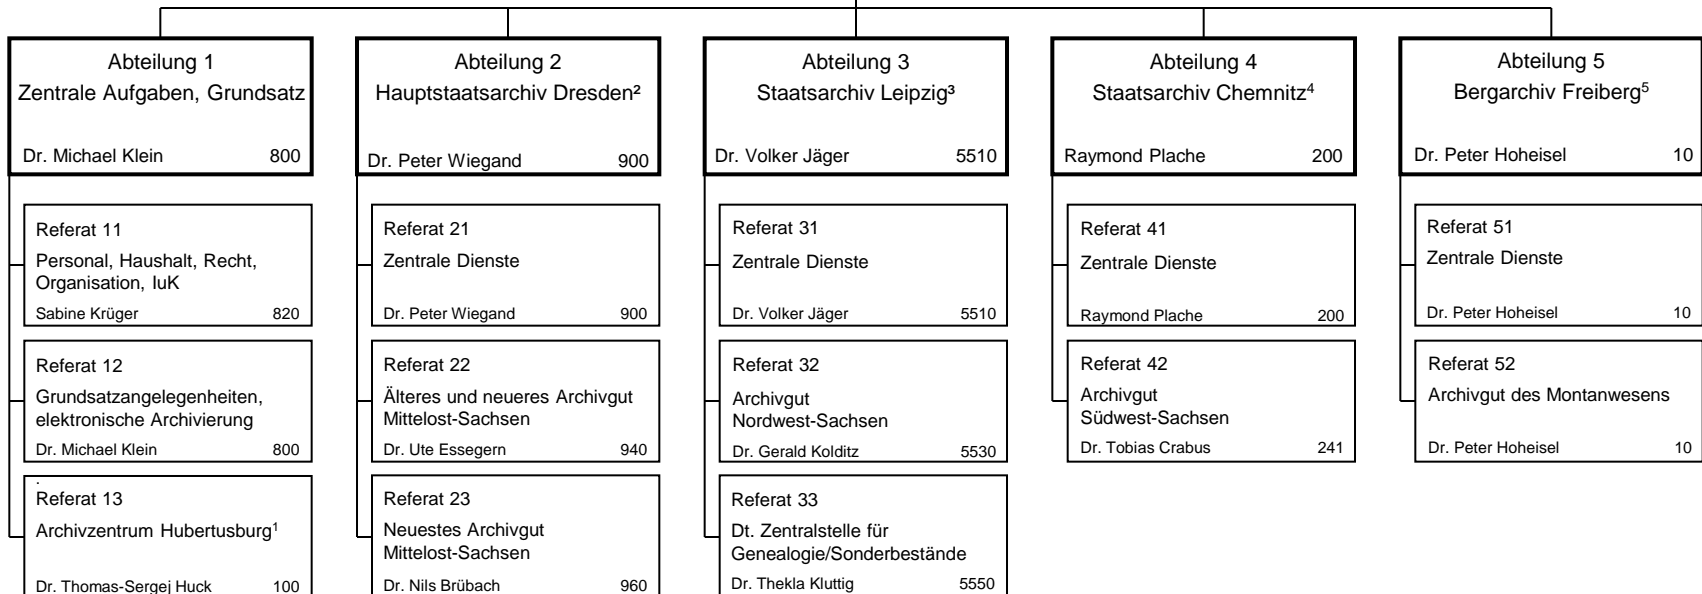 Abteilung 1
Zentrale Aufgaben, Grundsatz
Dr. Michael Klein 800
Referat 11
Personal, Haushalt, Recht,
Organisation, IuK
Sabine Krüger 820
Referat 12
Grundsatzangelegenheiten,
elektronische Archivierung
Dr. Michael Klein 800
.
Referat 13
Archivzentrum Hubertusburg¹
Dr. Thomas-Sergej Huck 100
Abteilung 2
Hauptstaatsarchiv Dresden²
Dr. Peter Wiegand 900
Referat 21
Zentrale Dienste
Dr. Peter Wiegand 900
Referat 22
Älteres und neueres Archivgut
Mittelost-Sachsen
Dr. Ute Essegern 940
Referat 23
Neuestes Archivgut
Mittelost-Sachsen
Dr. Nils Brübach 960
Abteilung 3
Staatsarchiv Leipzig³
Dr. Volker Jäger 5510
Referat 31
Zentrale Dienste
Dr. Volker Jäger 5510
Referat 32
Archivgut
Nordwest-Sachsen
Dr. Gerald Kolditz 5530
Referat 33
Dt. Zentralstelle für
Genealogie/Sonderbestände
Dr. Thekla Kluttig 5550
Abteilung 4
Staatsarchiv Chemnitz⁴
Raymond Plache 200
Referat 41
Zentrale Dienste
Raymond Plache 200
Referat 42
Archivgut
Südwest-Sachsen
Dr. Tobias Crabus 241
Abteilung 5
Bergarchiv Freiberg⁵
Dr. Peter Hoheisel 10
Referat 51
Zentrale Dienste
Dr. Peter Hoheisel 10
Referat 52
Archivgut des Montanwesens
Dr. Peter Hoheisel 10